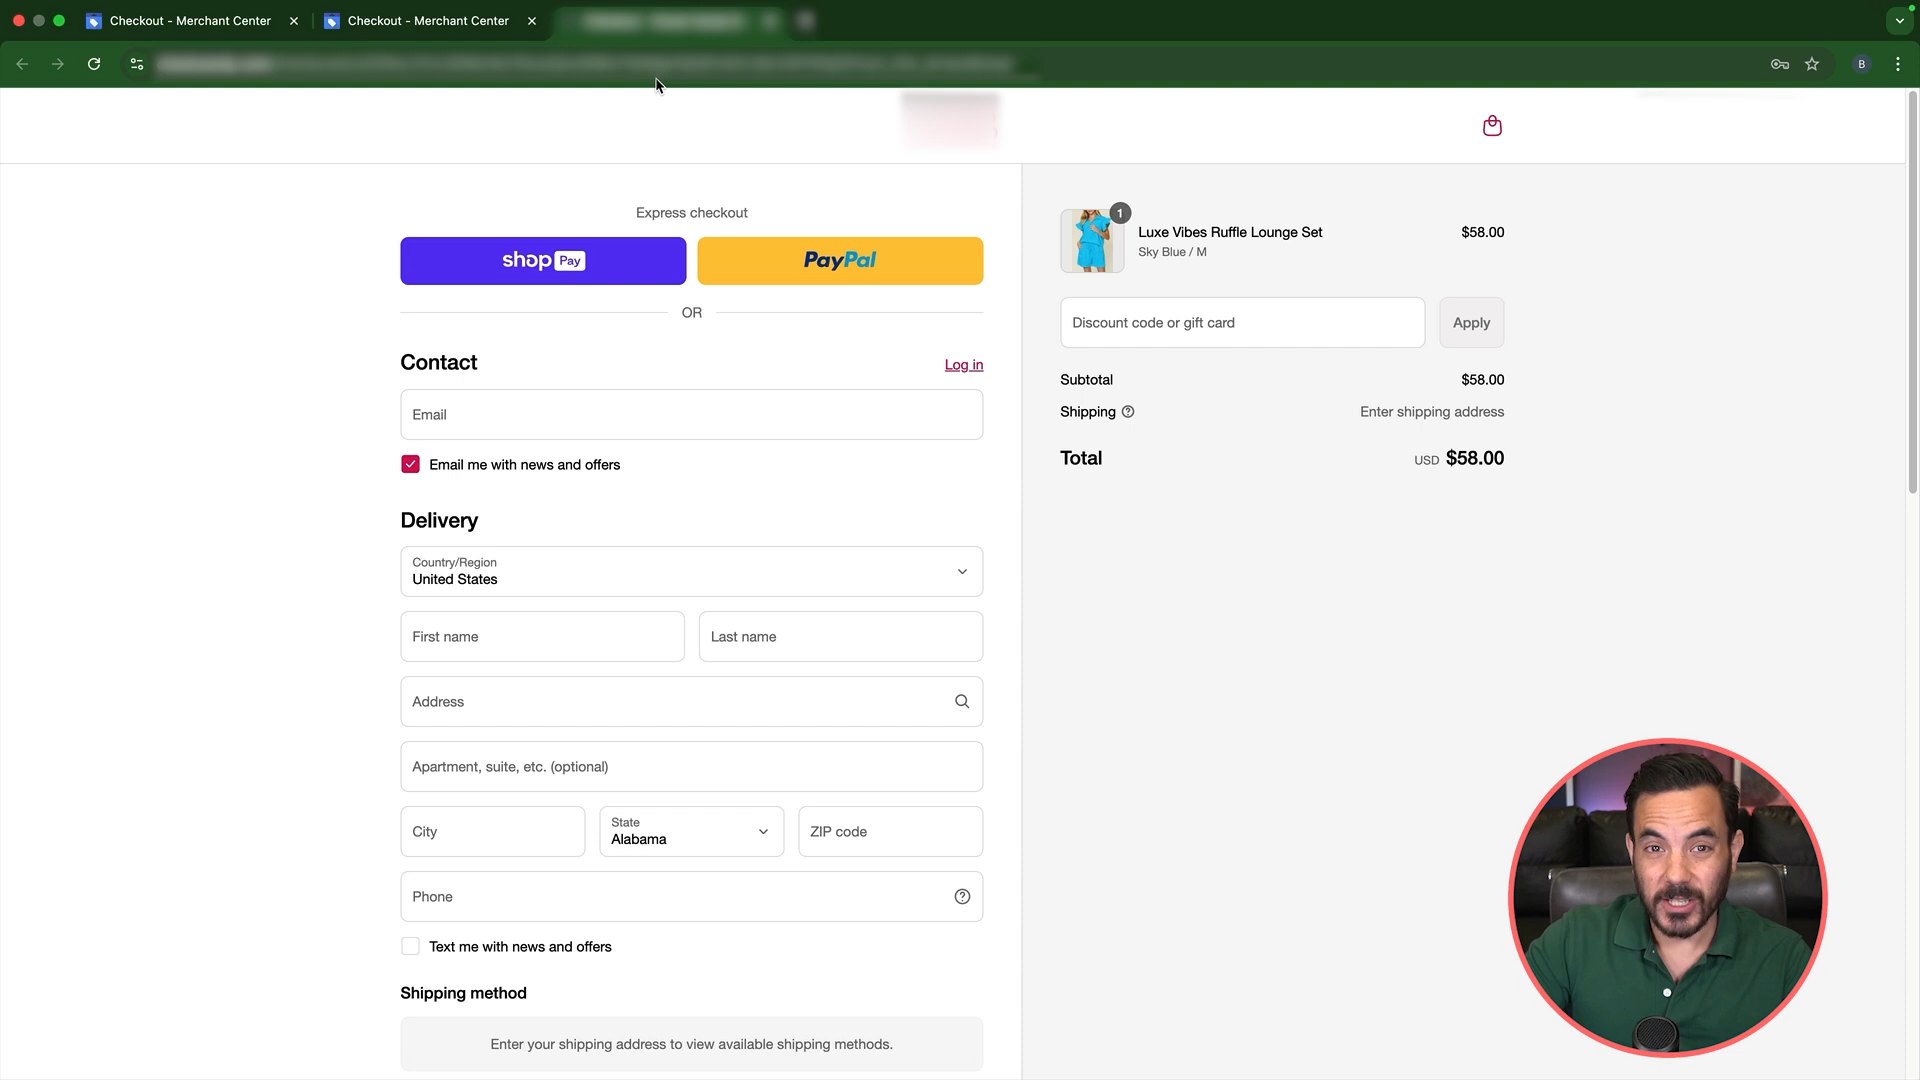 Checkout - Merchant Center
Checkout - Merchant Center
B
Express checkout
shop Pay
PayPal
OR
Contact
Log in
Email
Email me with news and offers
Delivery
Country/Region
United States
First name
Last name
Address
Apartment, suite, etc. (optional)
City
State
Alabama
ZIP code
Phone
Text me with news and offers
Shipping method
Enter your shipping address to view available shipping methods.
1
Luxe Vibes Ruffle Lounge Set
$58.00
Sky Blue / M
Discount code or gift card
Apply
Subtotal
$58.00
Shipping
Enter shipping address
Total
USD $58.00